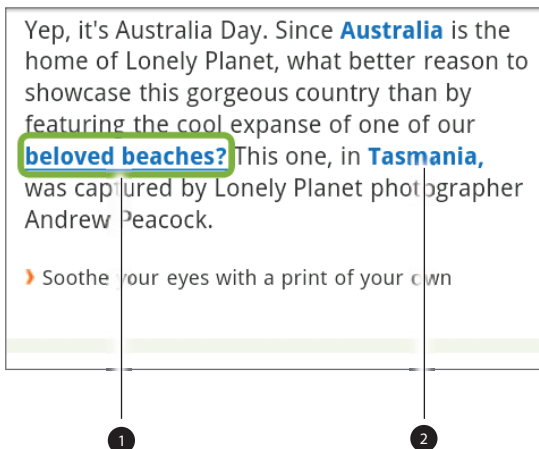 Yep, it's Australia Day. Since Australia is the
home of Lonely Planet, what better reason to
showcase this gorgeous country than by
featuring the cool expanse of one of our
beloved beaches? This one, in Tasmania,
was captured by Lonely Planet photographer
Andrew Peacock.
❯ Soothe your eyes with a print of your own
1 2